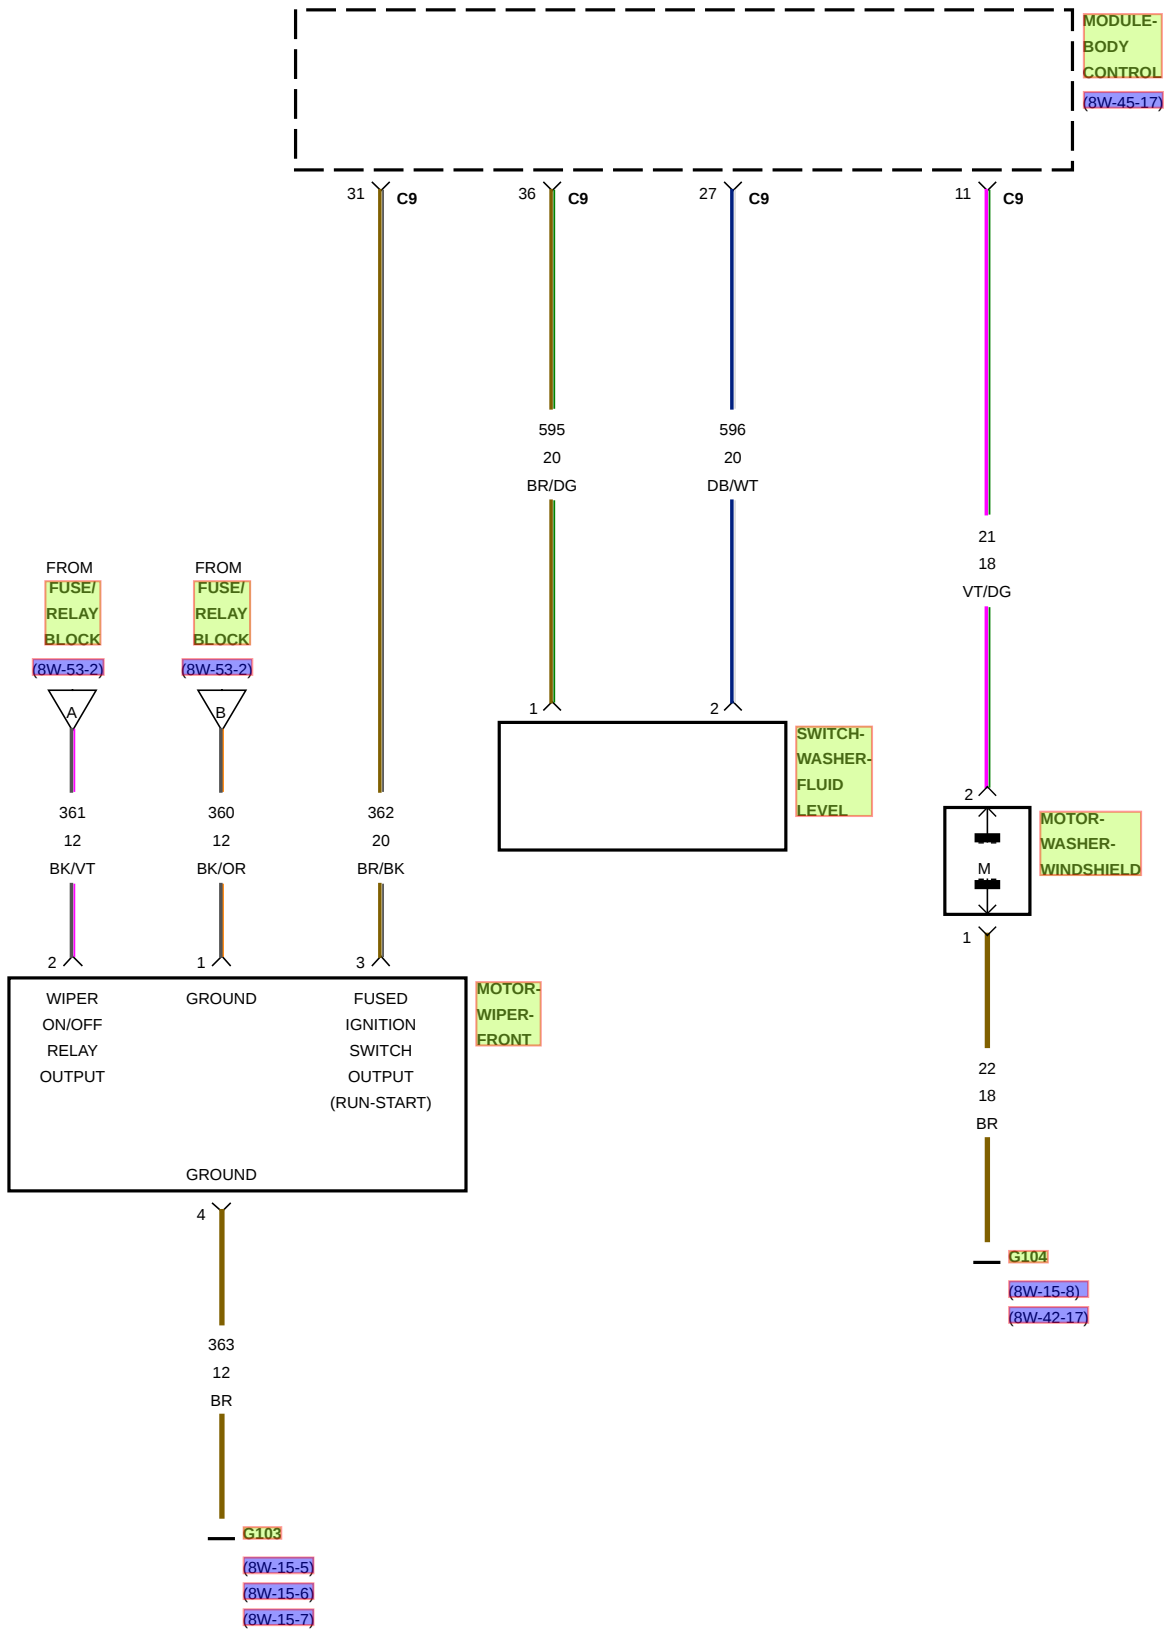 MODULE-
BODY
CONTROL
(8W-45-17)
31
C9
36
C9
27
C9
11
C9
595
20
BR/DG
596
20
DB/WT
21
18
VT/DG
FROM
FUSE/
RELAY
BLOCK
(8W-53-2)
A
FROM
FUSE/
RELAY
BLOCK
(8W-53-2)
B
1
2
SWITCH-
WASHER-
FLUID
LEVEL
2
M
MOTOR-
WASHER-
WINDSHIELD
1
361
12
BK/VT
360
12
BK/OR
362
20
BR/BK
2
1
3
WIPER
ON/OFF
RELAY
OUTPUT
GROUND
FUSED
IGNITION
SWITCH
OUTPUT
(RUN-START)
GROUND
MOTOR-
WIPER-
FRONT
22
18
BR
4
G104
(8W-15-8)
(8W-42-17)
363
12
BR
G103
(8W-15-5)
(8W-15-6)
(8W-15-7)